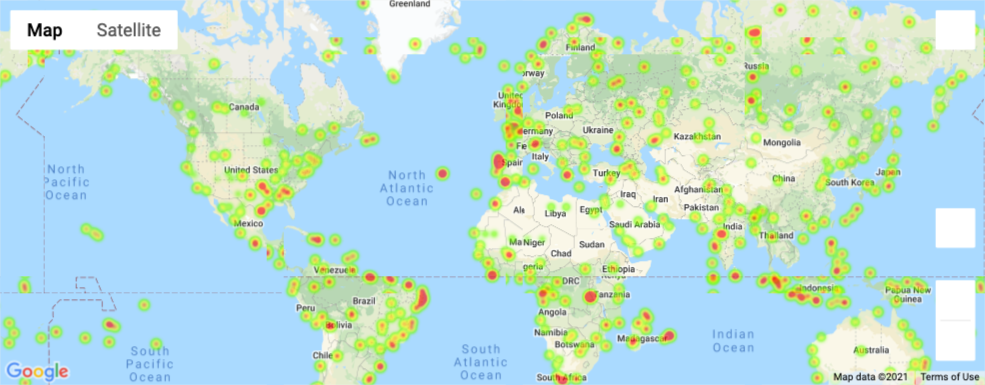 Map
Satellite
Greenland
Finland
Russia
Norway
Canada
United
Kingdom
Poland
Germany
Ukraine
Kazakhstan
Mongolia
Italy
Spain
Turkey
North
Pacific
Ocean
United States
North
Atlantic
Ocean
China
Japan
South Korea
Afghanistan
Iraq
Iran
Pakistan
Libya
Egypt
Saudi Arabia
Mexico
India
Thailand
Niger
Chad
Sudan
Ethiopia
Venezuela
DRC
Kenya
Tanzania
Indonesia
Papua New
Guinea
Brazil
Peru
Bolivia
Angola
Namibia
Botswana
Madagascar
Indian
Ocean
South
Pacific
Ocean
South
Atlantic
Ocean
Chile
Australia
South Africa
Google
Map data ©2021
Terms of Use